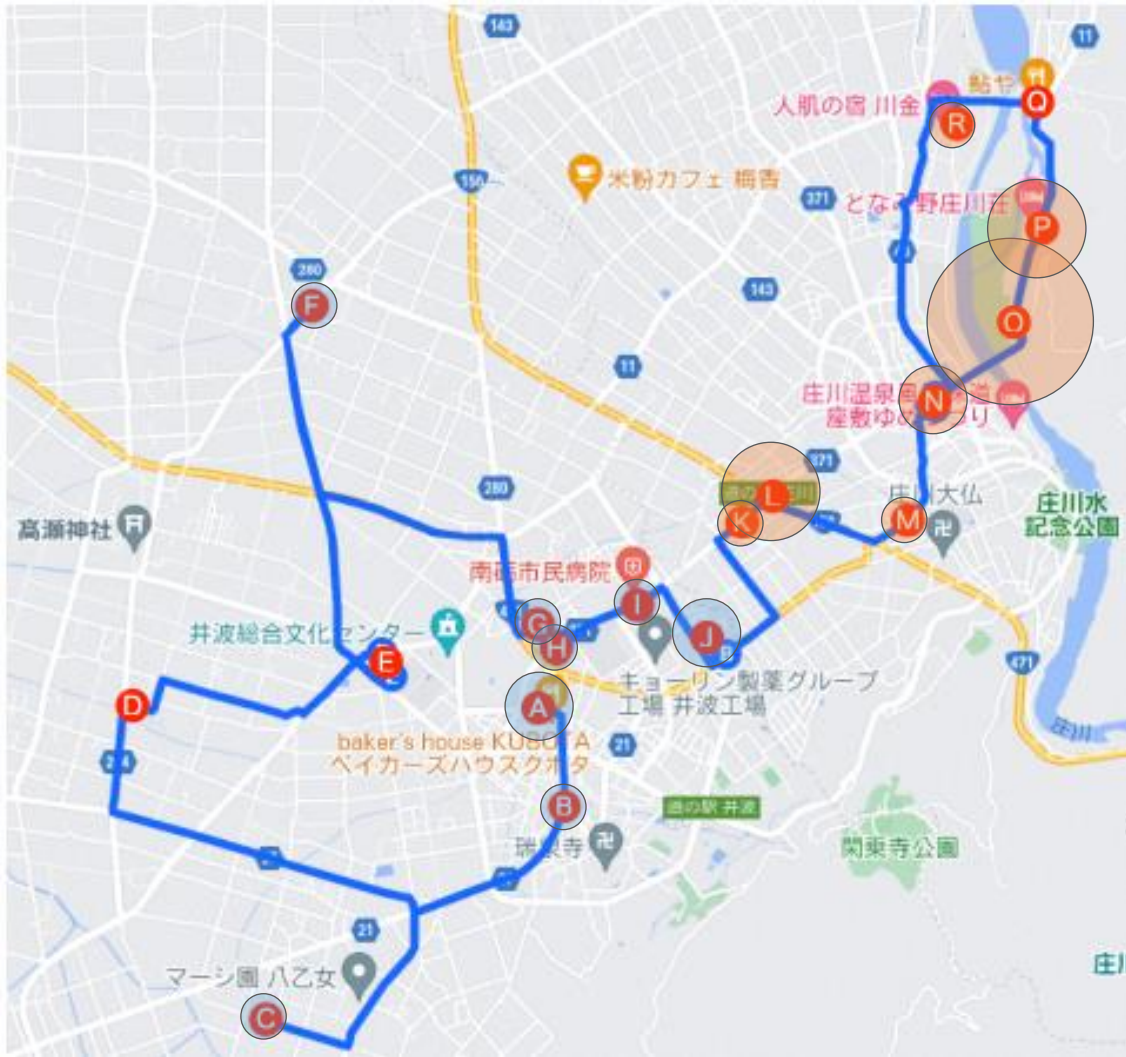 143
11
鮎や
Q
人肌の宿 川金
R
156
米粉カフェ 梅香
371
となみ野庄川荘
P
280
F
143
O
11
庄川温泉
N
座敷ゆめ
371
L
280
庄川大仏
K
M
庄川水
記念公園
高瀬神社
南砺市民病院
I
G
井波総合文化センター
H
J
E
471
キョーリン製薬グループ
工場 井波工場
D
A
庄川
baker's house KUBOTA
ベイカーズハウスクボタ
21
B
道の駅 井波
瑞泉寺
閑乗寺公園
21
マーシ園 八乙女
庄川
C